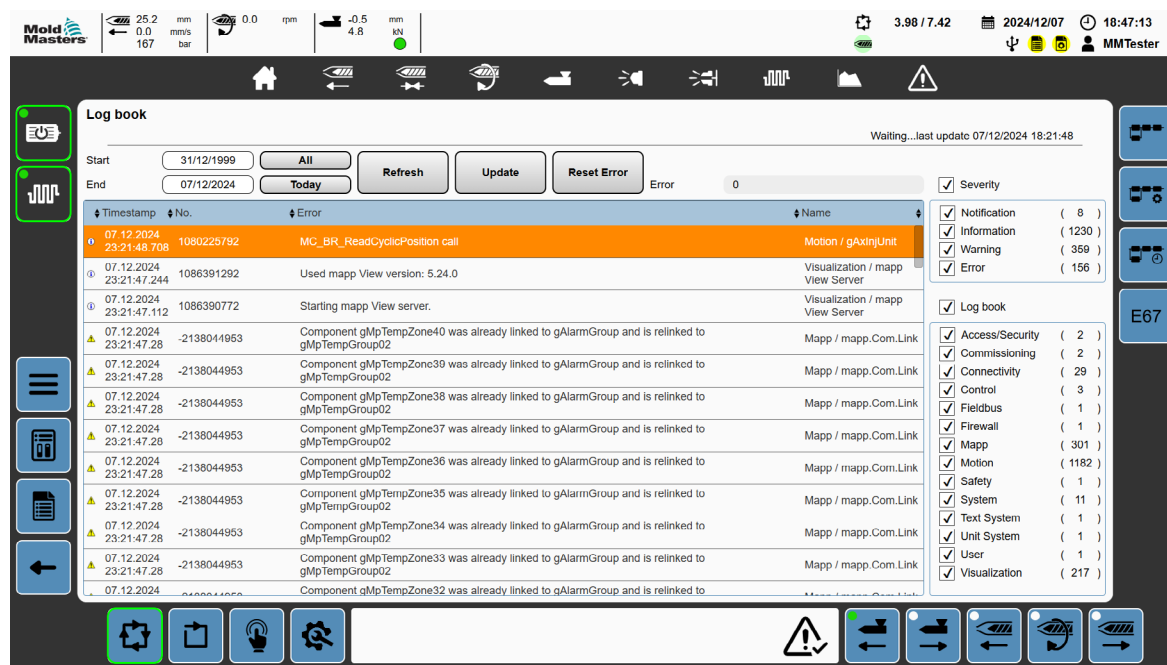 Mold Masters
25.2 mm
0.0 mm/s
167 bar
0.0 rpm
-0.5 mm
4.8 kN
3.98 / 7.42
2024/12/07
18:47:13
MMTester
Log book
Waiting...last update 07/12/2024 18:21:48
Start 31/12/1999 All
End 07/12/2024 Today
Refresh
Update
Reset Error
Error 0
Timestamp No. Error Name
07.12.2024
23:21:48.708 1080225792 MC_BR_ReadCyclicPosition call Motion / gAxInjUnit
07.12.2024
23:21:47.244 1086391292 Used mapp View version: 5.24.0 Visualization / mapp
View Server
07.12.2024
23:21:47.112 1086390772 Starting mapp View server. Visualization / mapp
View Server
07.12.2024
23:21:47.28 -2138044953 Component gMpTempZone40 was already linked to gAlarmGroup and is relinked to
gMpTempGroup02 Mapp / mapp.Com.Link
07.12.2024
23:21:47.28 -2138044953 Component gMpTempZone39 was already linked to gAlarmGroup and is relinked to
gMpTempGroup02 Mapp / mapp.Com.Link
07.12.2024
23:21:47.28 -2138044953 Component gMpTempZone38 was already linked to gAlarmGroup and is relinked to
gMpTempGroup02 Mapp / mapp.Com.Link
07.12.2024
23:21:47.28 -2138044953 Component gMpTempZone37 was already linked to gAlarmGroup and is relinked to
gMpTempGroup02 Mapp / mapp.Com.Link
07.12.2024
23:21:47.28 -2138044953 Component gMpTempZone36 was already linked to gAlarmGroup and is relinked to
gMpTempGroup02 Mapp / mapp.Com.Link
07.12.2024
23:21:47.28 -2138044953 Component gMpTempZone35 was already linked to gAlarmGroup and is relinked to
gMpTempGroup02 Mapp / mapp.Com.Link
07.12.2024
23:21:47.28 -2138044953 Component gMpTempZone34 was already linked to gAlarmGroup and is relinked to
gMpTempGroup02 Mapp / mapp.Com.Link
07.12.2024
23:21:47.28 -2138044953 Component gMpTempZone33 was already linked to gAlarmGroup and is relinked to
gMpTempGroup02 Mapp / mapp.Com.Link
07.12.2024 Component gMpTempZone32 was already linked to gAlarmGroup and is relinked to
Severity
Notification ( 8 )
Information ( 1230 )
Warning ( 359 )
Error ( 156 )
Log book
Access/Security ( 2 )
Commissioning ( 2 )
Connectivity ( 29 )
Control ( 3 )
Fieldbus ( 1 )
Firewall ( 1 )
Mapp ( 301 )
Motion ( 1182 )
Safety ( 1 )
System ( 11 )
Text System ( 1 )
Unit System ( 1 )
User ( 1 )
Visualization ( 217 )
E67